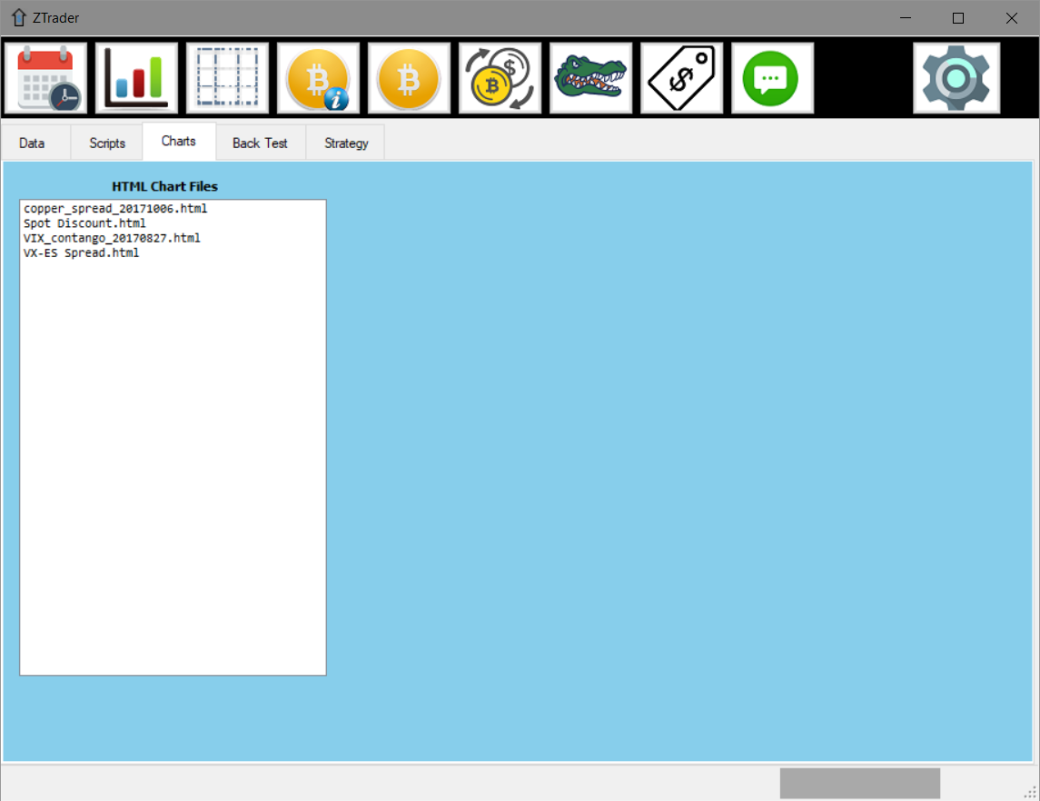 ZTrader
Data Scripts Charts Back Test Strategy
HTML Chart Files
copper_spread_20171006.html
Spot Discount.html
VIX_contango_20170827.html
VX-ES Spread.html